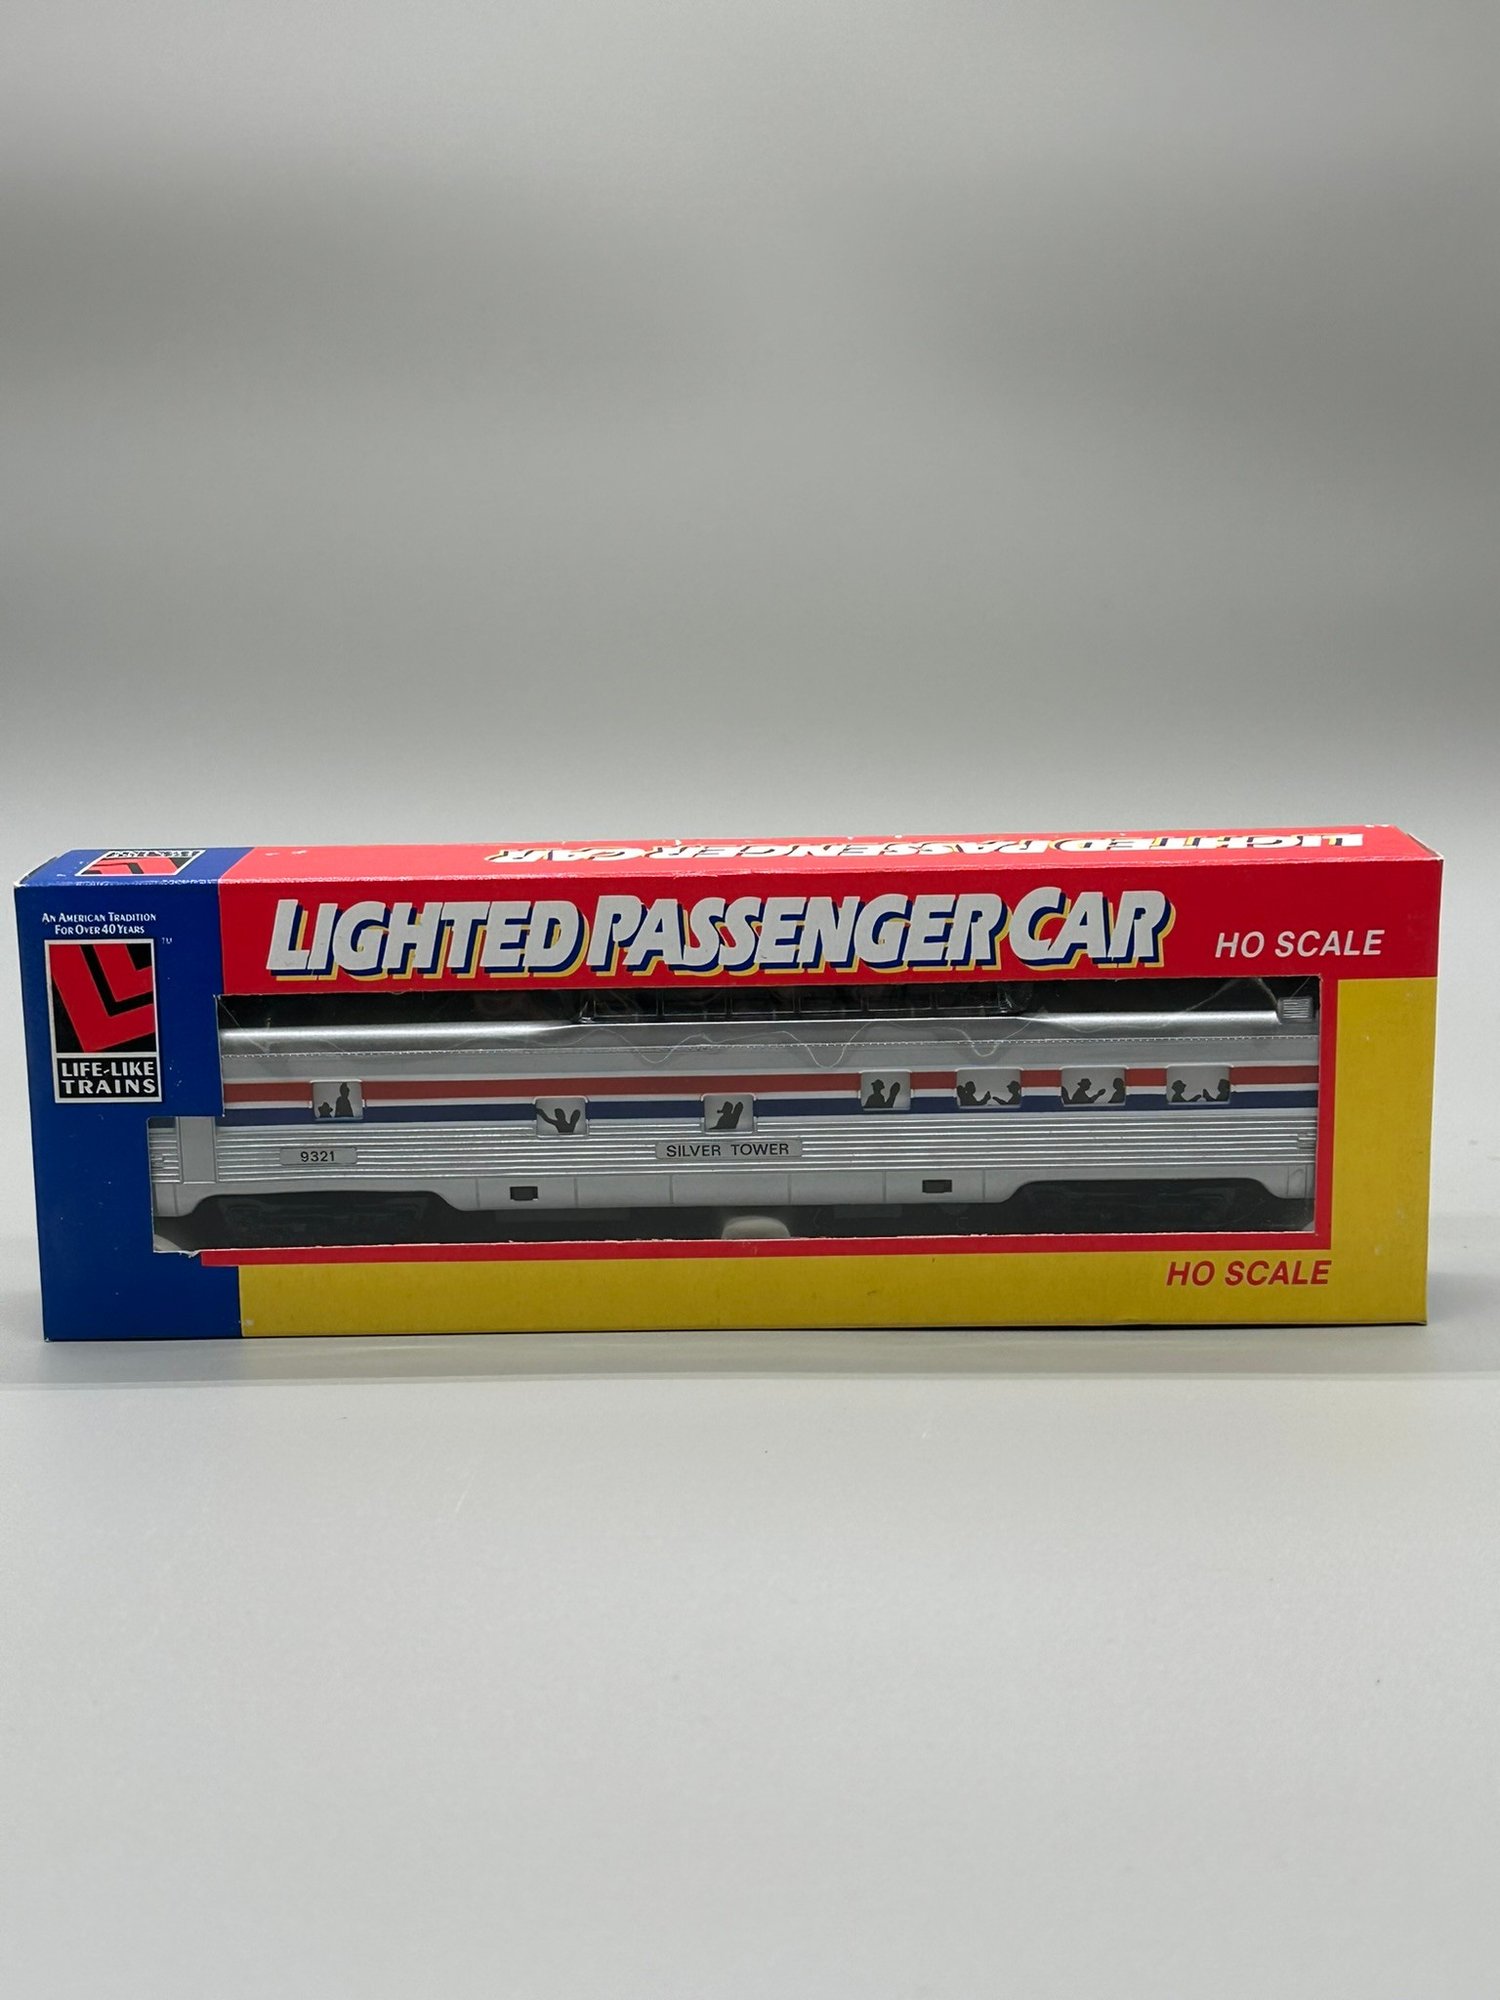 LIGHTED PASSENGER CAR
AN AMERICAN TRADITION
FOR OVER 40 YEARS
LIGHTED PASSENGER CAR
HO SCALE
TM
LIFE-LIKE
TRAINS
9321
SILVER TOWER
HO SCALE